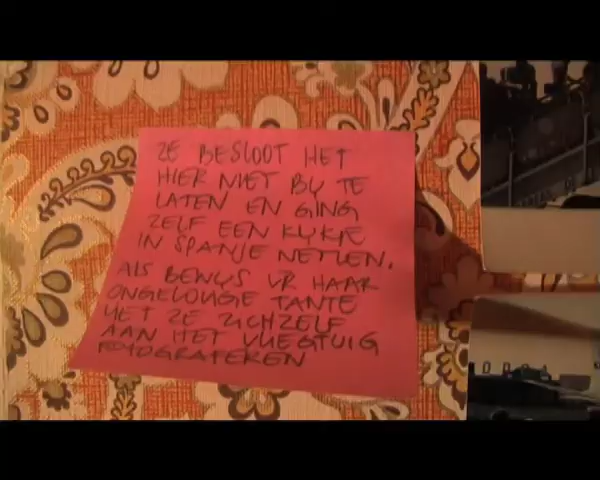 ZE BESLOOT HET
HIER NIET BIJ TE
LATEN EN GING
ZELF EEN KIJKJE
IN SPANJE NEMEN.
ALS BEWIJS VR HAAR
ONGELOVIGE TANTE
LIET ZE ZICHZELF
AAN HET VLIEGTUIG
FOTOGRAFEREN